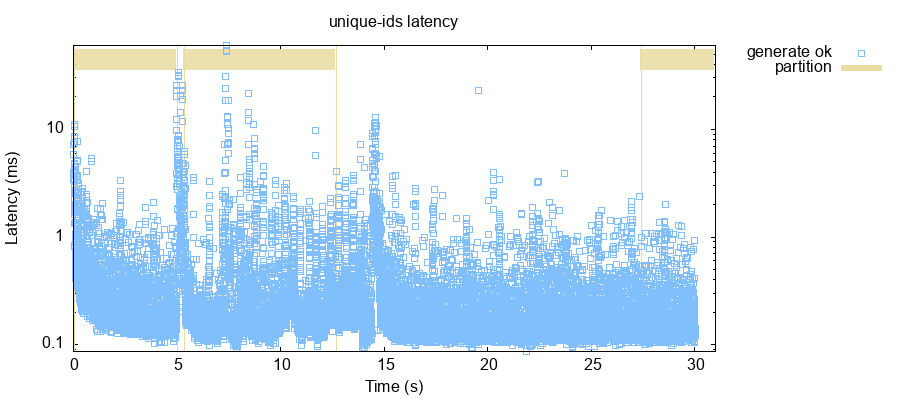 unique-ids latency
generate ok
partition
Latency (ms)
10
1
0.1
0 5 10 15 20 25 30
Time (s)